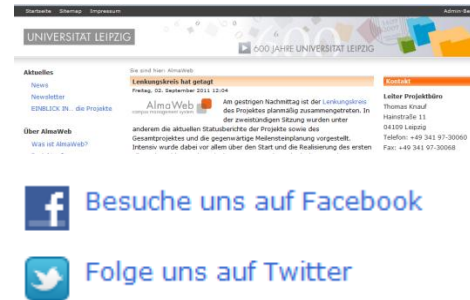 Startseite Sitemap Impressum Admin-Be
UNIVERSITÄT LEIPZIG
600 JAHRE UNIVERSITÄT LEIPZIG
Aktuelles
News
Newsletter
EINBLICK IN... die Projekte
Über AlmaWeb
Was ist AlmaWeb?
Sie sind hier: AlmaWeb
Lenkungskreis hat getagt
Freitag, 02. September 2011 12:04
AlmaWeb
campus management system
Am gestrigen Nachmittag ist der Lenkungskreis
des Projektes planmäßig zusammengetreten. In
der zweistündigen Sitzung wurden unter
anderem die aktuellen Statusberichte der Projekte sowie des
Gesamtprojektes und die gegenwärtige Meilensteinplanung vorgestellt.
Intensiv wurde dabei vor allem über den Start und die Realisierung des ersten
Kontakt
Leiter Projektbüro
Thomas Knauf
Hainstraße 11
04109 Leipzig
Telefon: +49 341 97-30060
Fax: +49 341 97-30068
Besuche uns auf Facebook
Folge uns auf Twitter